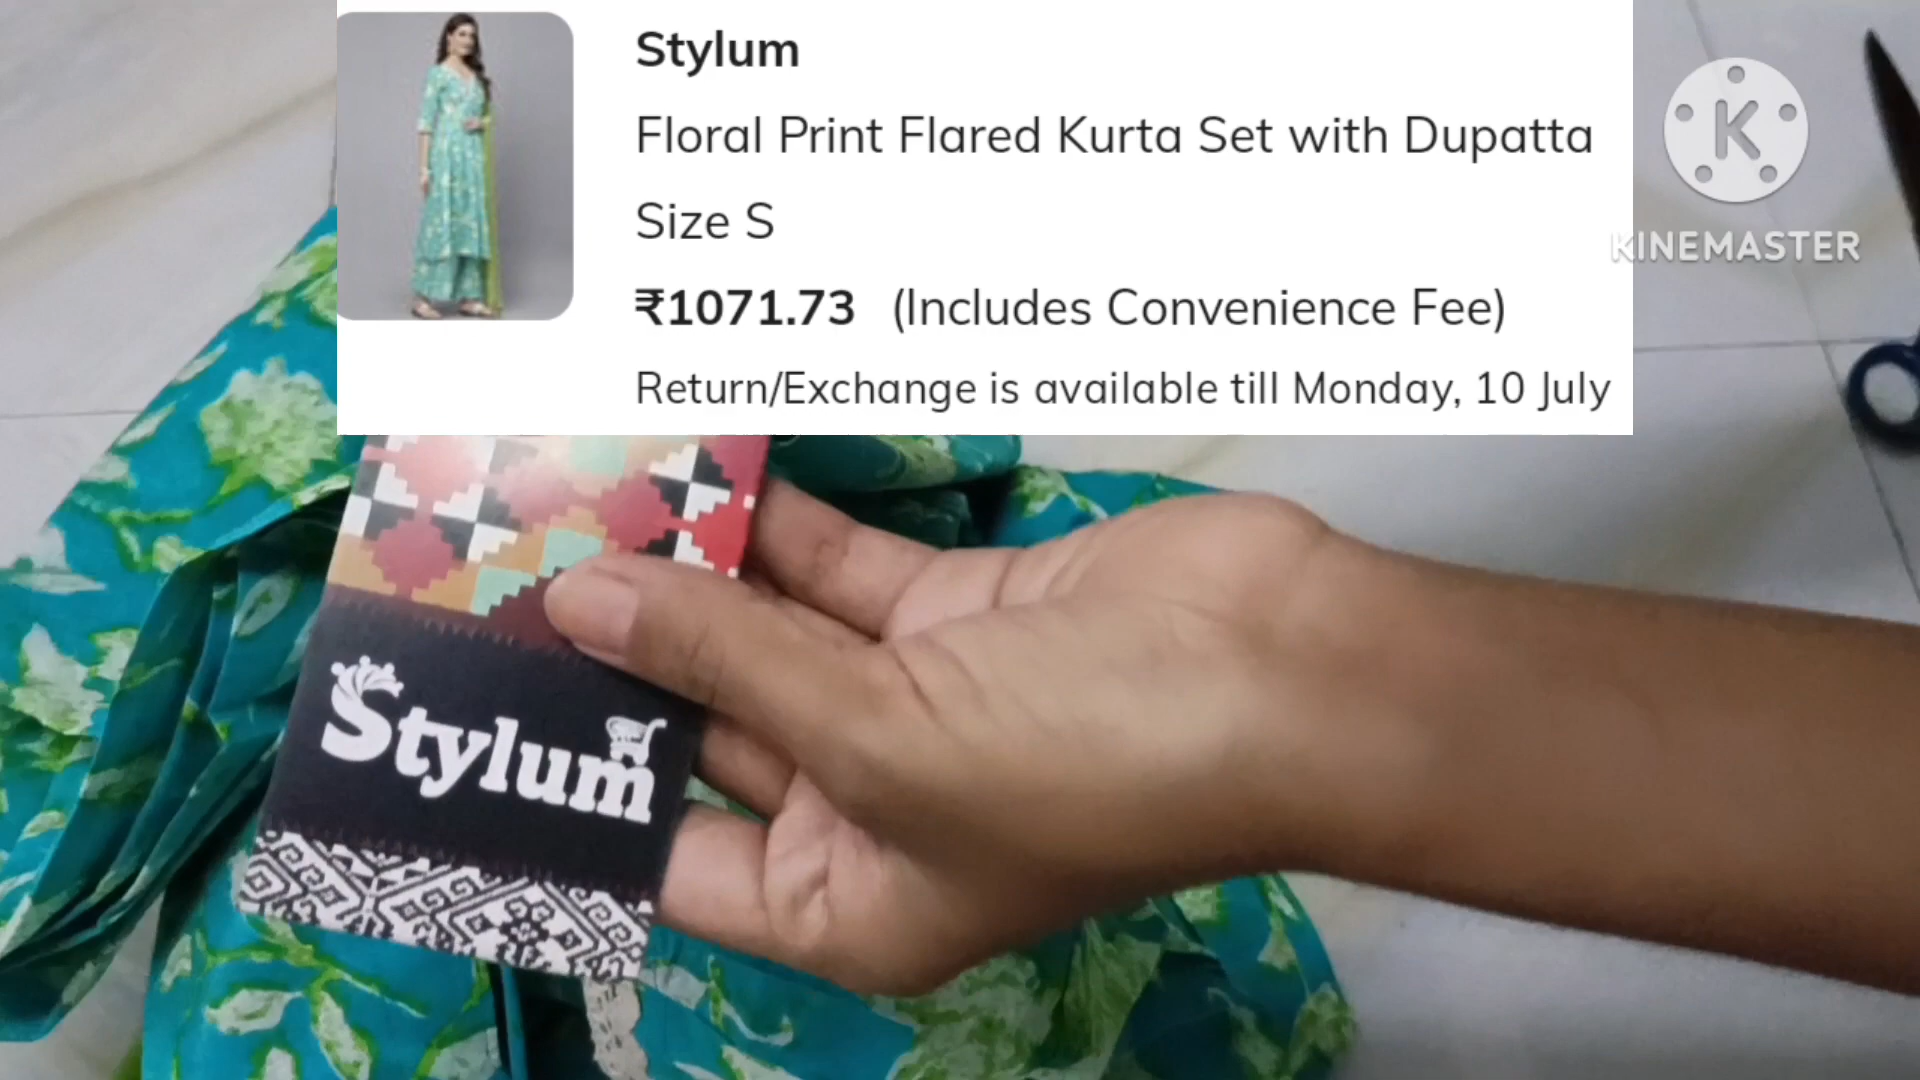 Stylum
Floral Print Flared Kurta Set with Dupatta
Size S
₹1071.73 (Includes Convenience Fee)
Return/Exchange is available till Monday, 10 July
K
KINEMASTER
Stylum